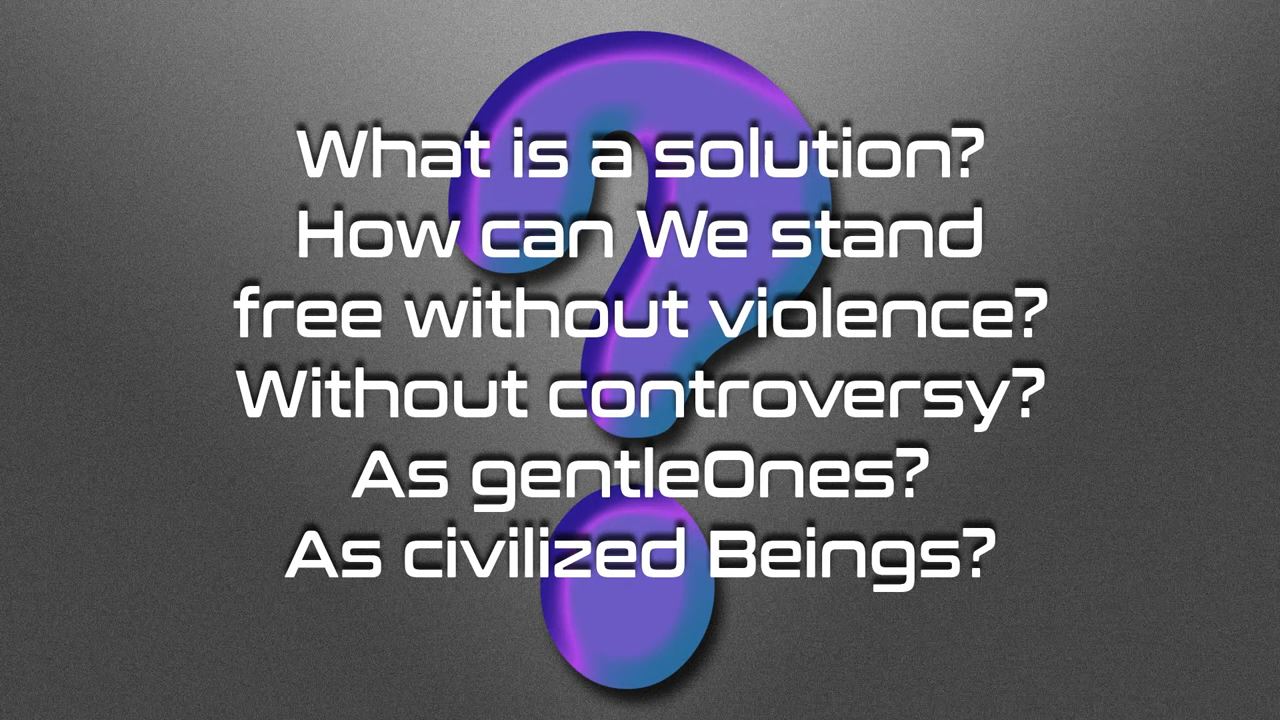 What is a solution?
How can We stand
free without violence?
Without controversy?
As gentleOnes?
As civilized Beings?